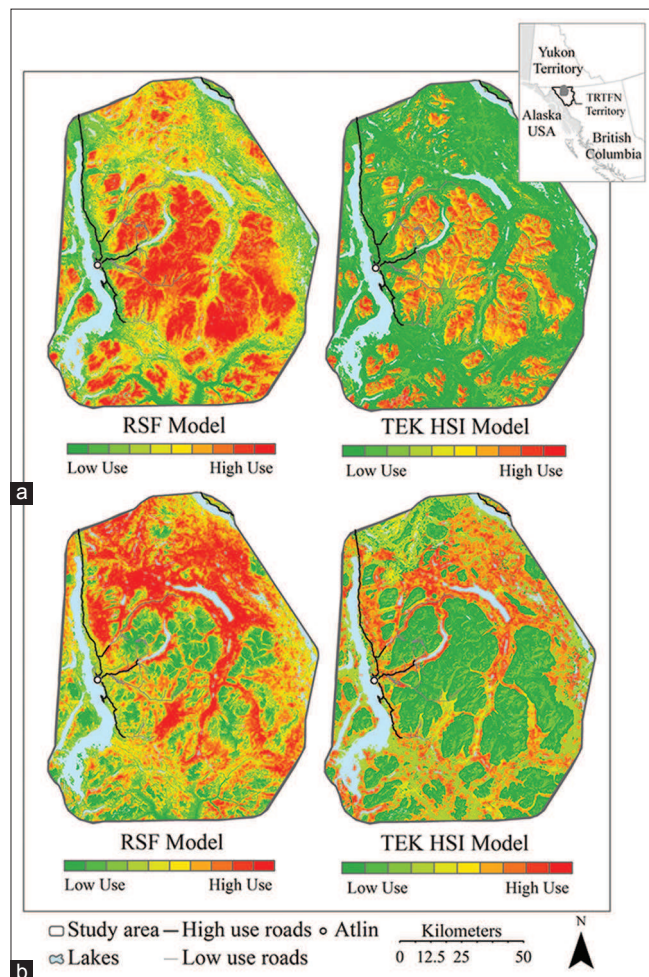 Yukon
Territory
TRTFN
Territory
Alaska
USA
British
Columbia
RSF Model
TEK HSI Model
Low Use High Use
Low Use High Use
a
RSF Model
TEK HSI Model
Low Use High Use
Low Use High Use
Study area High use roads Atlin
Kilometers
N
Lakes Low use roads
0 12.5 25 50
b